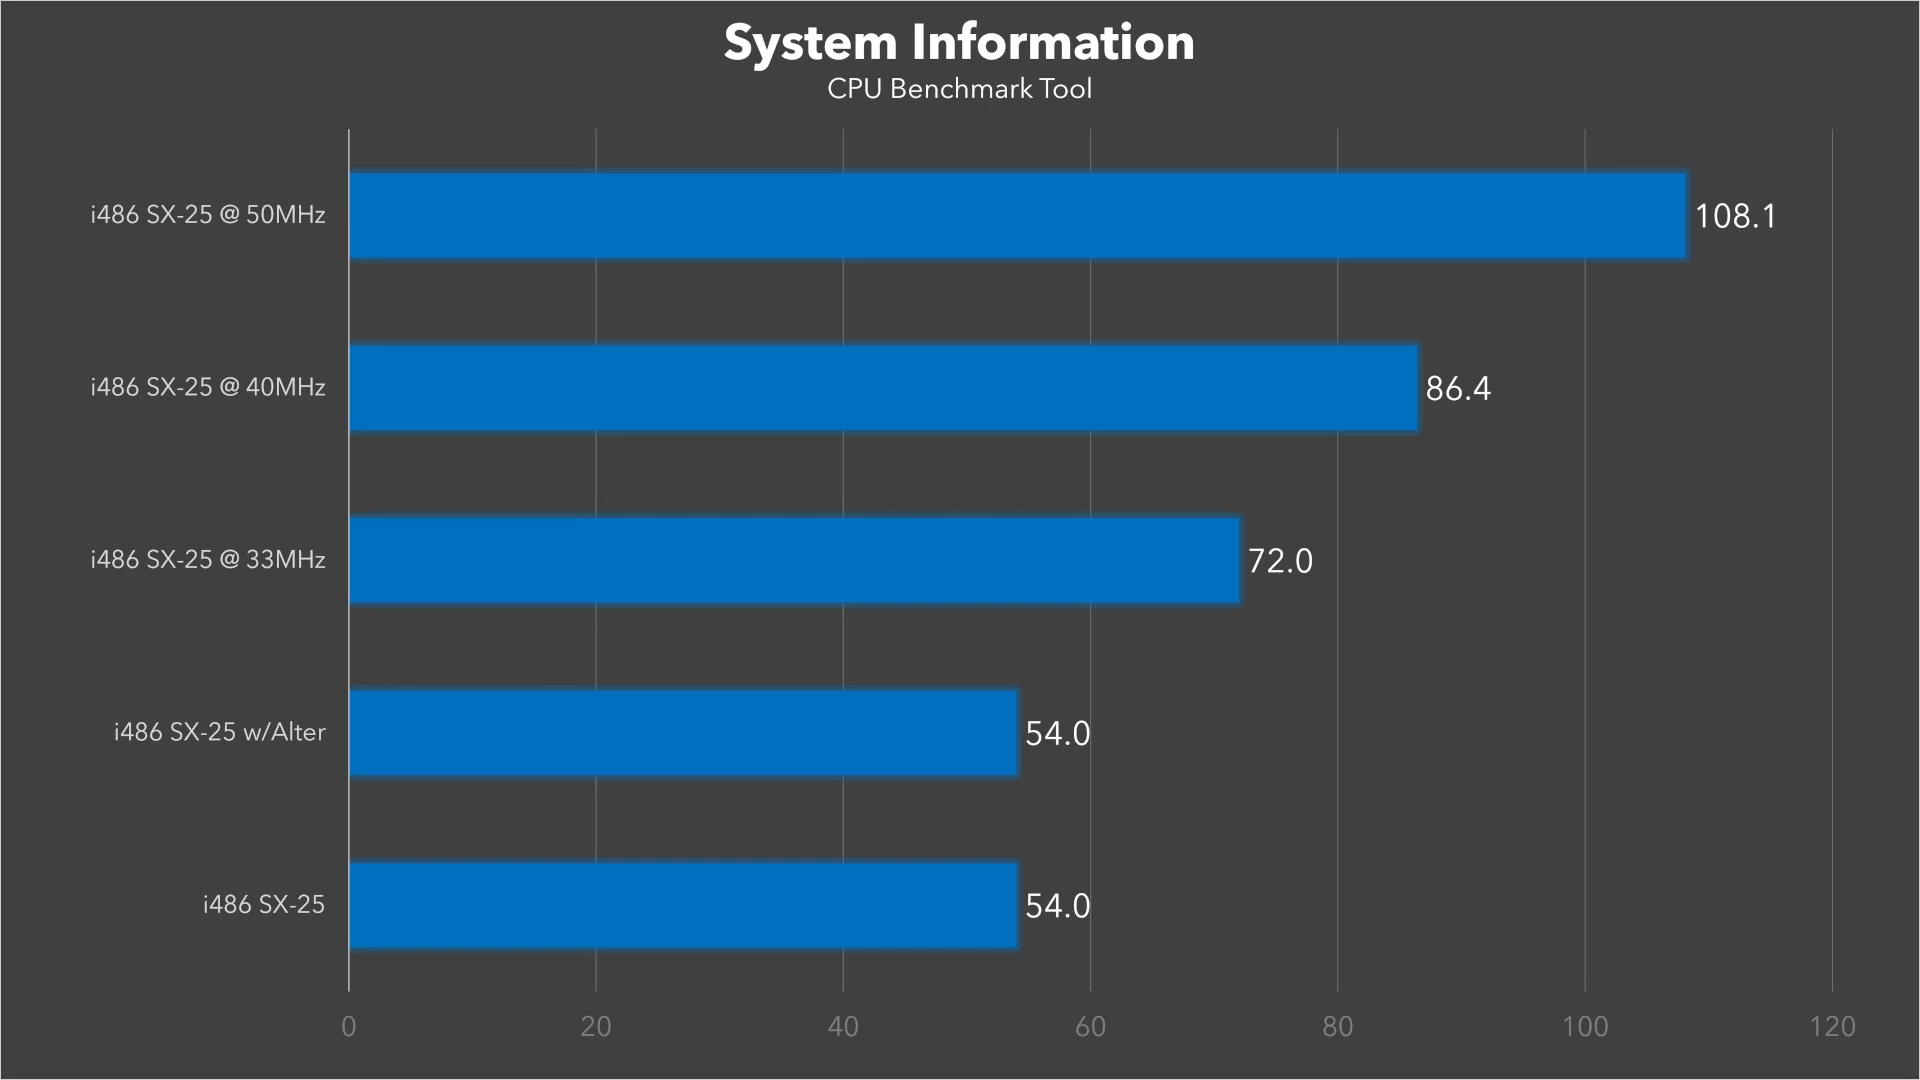 System Information
CPU Benchmark Tool
i486 SX-25 @ 50MHz
108.1
i486 SX-25 @ 40MHz
86.4
i486 SX-25 @ 33MHz
72.0
i486 SX-25 w/Alter
54.0
i486 SX-25
54.0
0 20 40 60 80 100 120